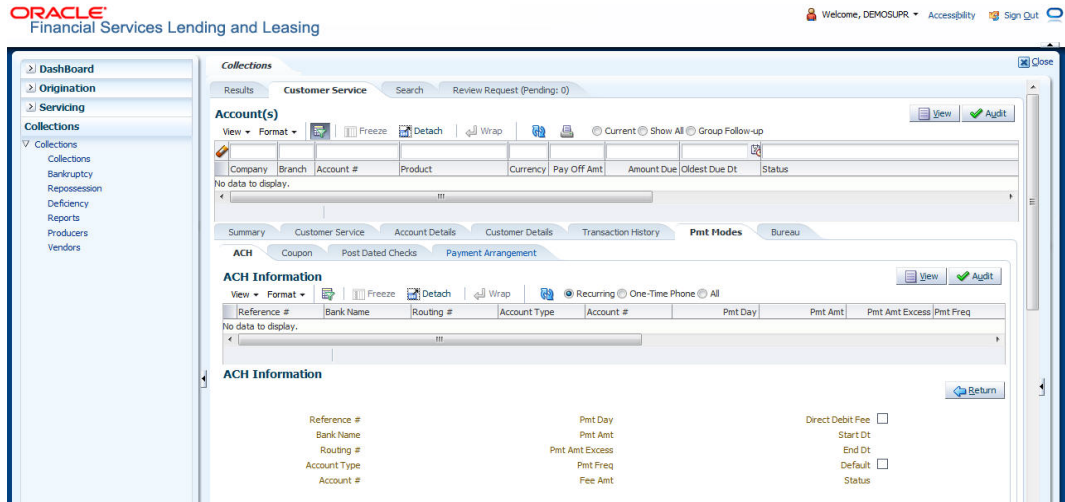 ORACLE®
Financial Services Lending and Leasing
Welcome, DEMOSUPR Accessibility Sign Out
Close
DashBoard
Origination
Servicing
Collections
Collections
Collections
Bankruptcy
Repossession
Deficiency
Reports
Producers
Vendors
Collections
Results Customer Service Search Review Request (Pending: 0)
Account(s)
View Audit
View Format Freeze Detach Wrap Current Show All Group Follow-up
Company Branch Account # Product Currency Pay Off Amt Amount Due Oldest Due Dt Status
No data to display.
Summary Customer Service Account Details Customer Details Transaction History Pmt Modes Bureau
ACH Coupon Post Dated Checks Payment Arrangement
ACH Information
View Audit
View Format Freeze Detach Wrap Recurring One-Time Phone All
Reference # Bank Name Routing # Account Type Account # Pmt Day Pmt Amt Pmt Amt Excess Pmt Freq
No data to display.
ACH Information
Return
Reference # Pmt Day Direct Debit Fee
Bank Name Pmt Amt Start Dt
Routing # Pmt Amt Excess End Dt
Account Type Pmt Freq Default
Account # Fee Amt Status